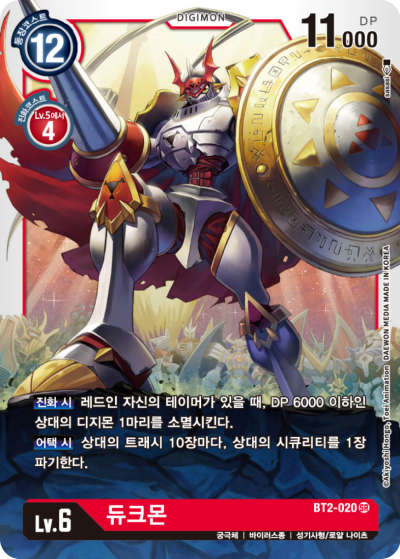 등장코스트
12
DIGIMON
DP
11000
진화코스트
Lv.5에서
4
sasasi
진화 시 레드인 자신의 테이머가 있을 때, DP 6000 이하인
상대의 디지몬 1마리를 소멸시킨다.
어택 시 상대의 트래시 10장마다, 상대의 시큐리티를 1장
파기한다.
©Akiyoshi Hongo, Toei Animation DAEWON MEDIA MADE IN KOREA
BT2-020 SR
Lv.6
듀크몬
궁극체 | 바이러스종 | 성기사형/로얄 나이츠